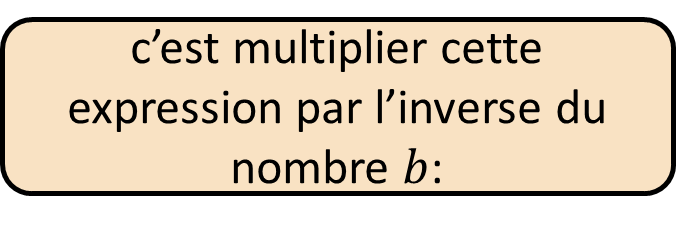 c’est multiplier cette
expression par l’inverse du
nombre b: